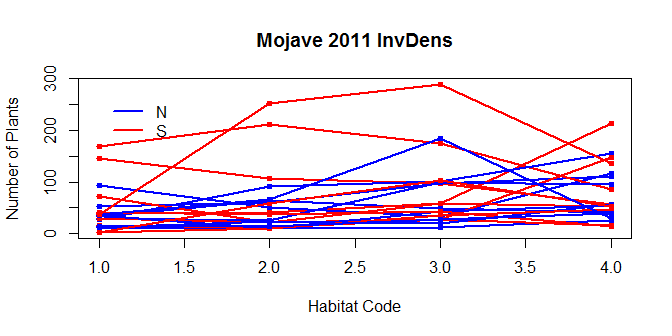 Mojave 2011 InvDens
Number of Plants
300
200
100
0
N
S
1.0 1.5 2.0 2.5 3.0 3.5 4.0
Habitat Code